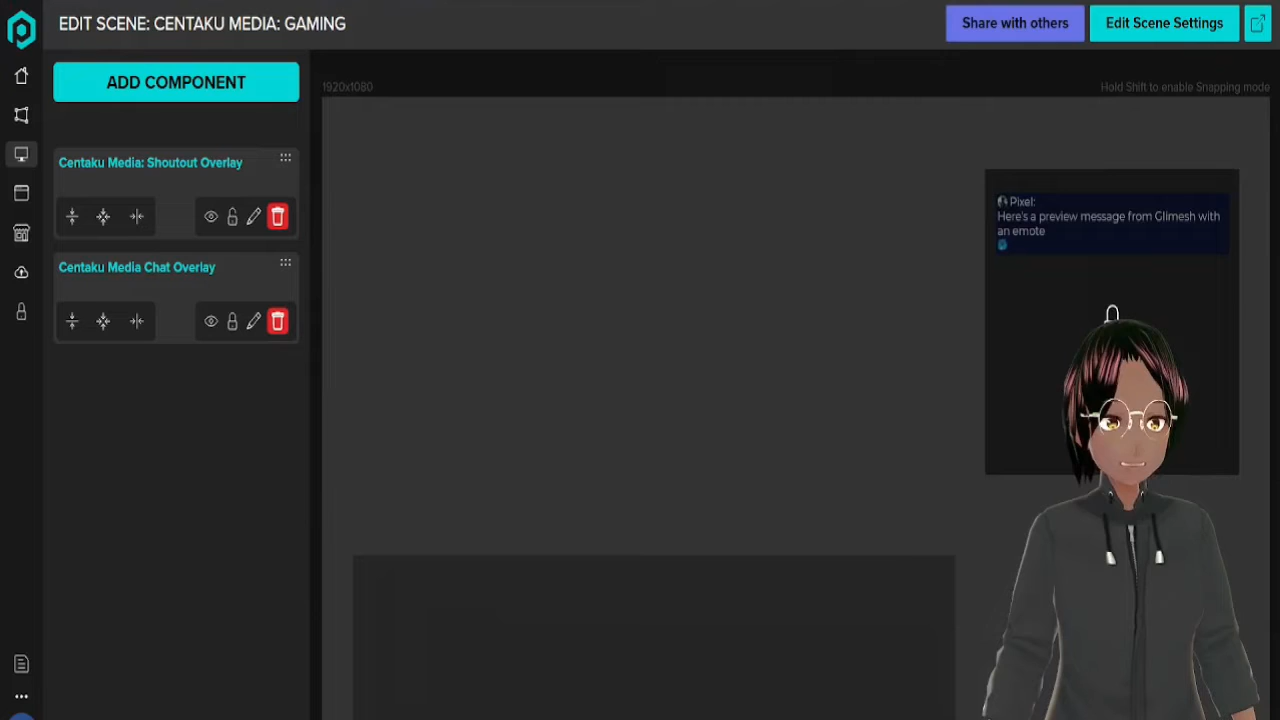 EDIT SCENE: CENTAKU MEDIA: GAMING
Share with others
Edit Scene Settings
ADD COMPONENT
1920x1080
Hold Shift to enable Snapping mode
Centaku Media: Shoutout Overlay
Centaku Media Chat Overlay
Pixel:
Here's a preview message from Glimesh with
an emote